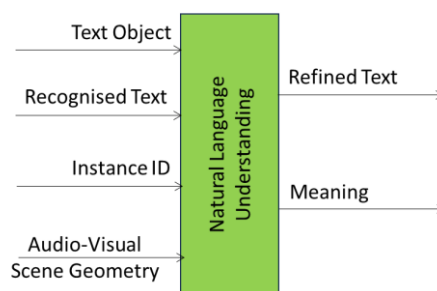 Text Object
Recognised Text
Instance ID
Audio-Visual
Scene Geometry
Natural Language
Understanding
Refined Text
Meaning